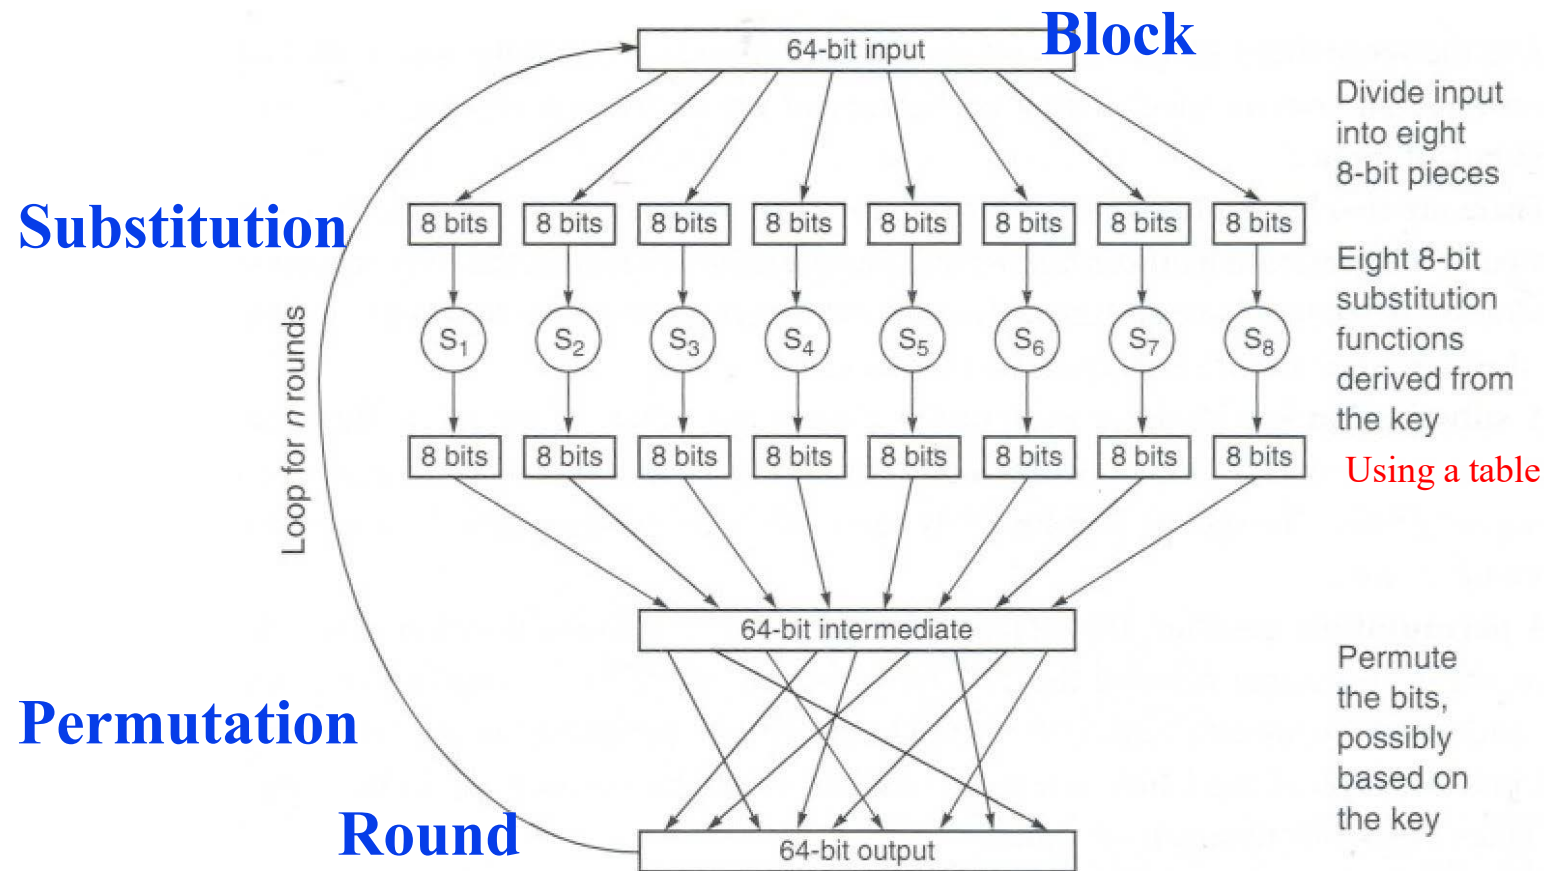 64-bit input
Block
Divide input
into eight
8-bit pieces
Substitution
8 bits 8 bits 8 bits 8 bits 8 bits 8 bits 8 bits 8 bits
Eight 8-bit
substitution
functions
derived from
the key
S1 S2 S3 S4 S5 S6 S7 S8
Loop for n rounds
8 bits 8 bits 8 bits 8 bits 8 bits 8 bits 8 bits 8 bits
Using a table
64-bit intermediate
Permutation
Permute
the bits,
possibly
based on
the key
Round
64-bit output